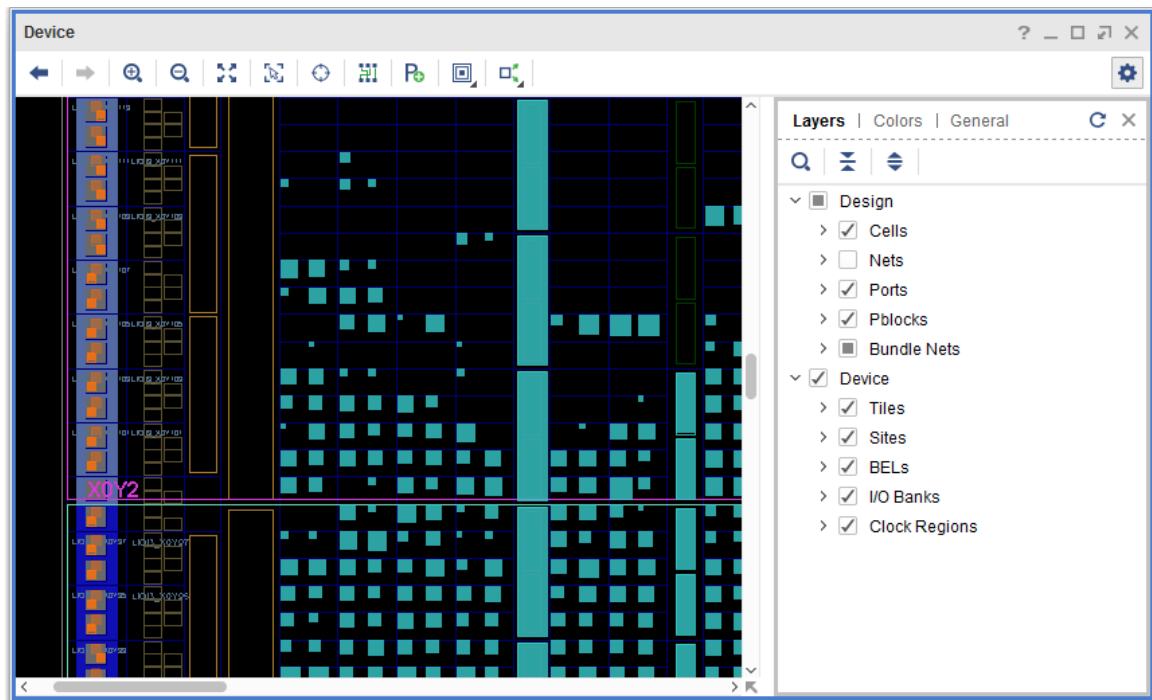 Device
Layers | Colors | General
Design
Cells
Nets
Ports
Pblocks
Bundle Nets
Device
Tiles
Sites
BELs
I/O Banks
Clock Regions
X0Y2